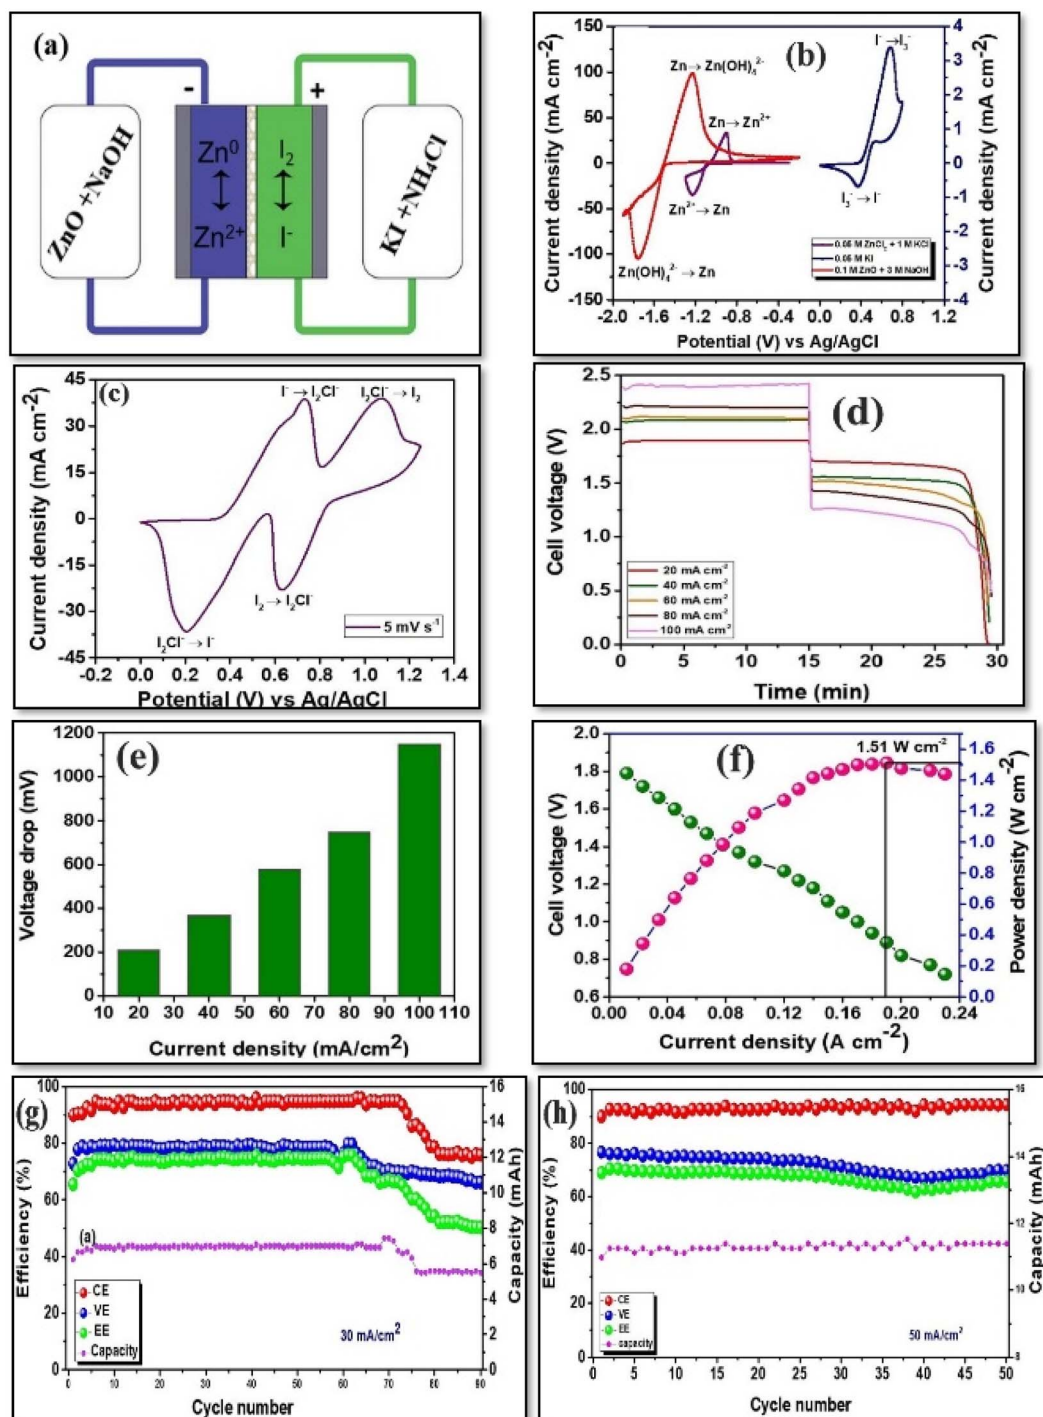 (a)
-
+
ZnO +NaOH
Zn⁰
Zn²⁺
I₂
I⁻
KI +NH₄Cl
(b)
Current density (mA cm⁻²)
150
100
50
0
-50
-100
-150
Zn→Zn(OH)₄²⁻
Zn→Zn²⁺
Zn²⁺→Zn
Zn(OH)₄²⁻→Zn
I⁻→I₃⁻
I₃⁻→I⁻
0.05 M ZnCl₂ + 1 M KCl
0.05 M KI
0.1 M ZnO + 3 M NaOH
4
3
2
1
0
-1
-2
-3
-4
Current density (mA cm⁻²)
-2.0 -1.6 -1.2 -0.8 -0.4 0.0 0.4 0.8 1.2
Potential (V) vs Ag/AgCl
(c)
Current density (mA cm⁻²)
45
30
15
0
-15
-30
-45
I⁻→I₂Cl⁻
I₂Cl⁻→I₂
I₂→I₂Cl⁻
I₂Cl⁻→I⁻
5 mV s⁻¹
-0.2 0.0 0.2 0.4 0.6 0.8 1.0 1.2 1.4
Potential (V) vs Ag/AgCl
(d)
Cell voltage (V)
2.5
2.0
1.5
1.0
0.5
0.0
20 mA cm⁻²
40 mA cm⁻²
60 mA cm⁻²
80 mA cm⁻²
100 mA cm⁻²
0 5 10 15 20 25 30
Time (min)
(e)
Voltage drop (mV)
1200
1000
800
600
400
200
0
10 20 30 40 50 60 70 80 90 100 110
Current density (mA/cm²)
(f)
Cell voltage (V)
2.0
1.8
1.6
1.4
1.2
1.0
0.8
0.6
1.51 W cm⁻²
1.6
1.4
1.2
1.0
0.8
0.6
0.4
0.2
0.0
Power density (W cm⁻²)
0.00 0.04 0.08 0.12 0.16 0.20 0.24
Current density (A cm⁻²)
(g)
Efficiency (%)
100
80
60
40
20
0
(a)
CE
VE
EE
Capacity
30 mA/cm²
16
14
12
10
8
6
5
4
2
0
Capacity (mAh)
0 10 20 30 40 50 60 70 80 90
Cycle number
(h)
Efficiency (%)
100
80
60
40
20
0
CE
VE
EE
capacity
50 mA/cm²
14
11
10
8
Capacity (mAh)
0 5 10 15 20 25 30 35 40 45 50
Cycle number